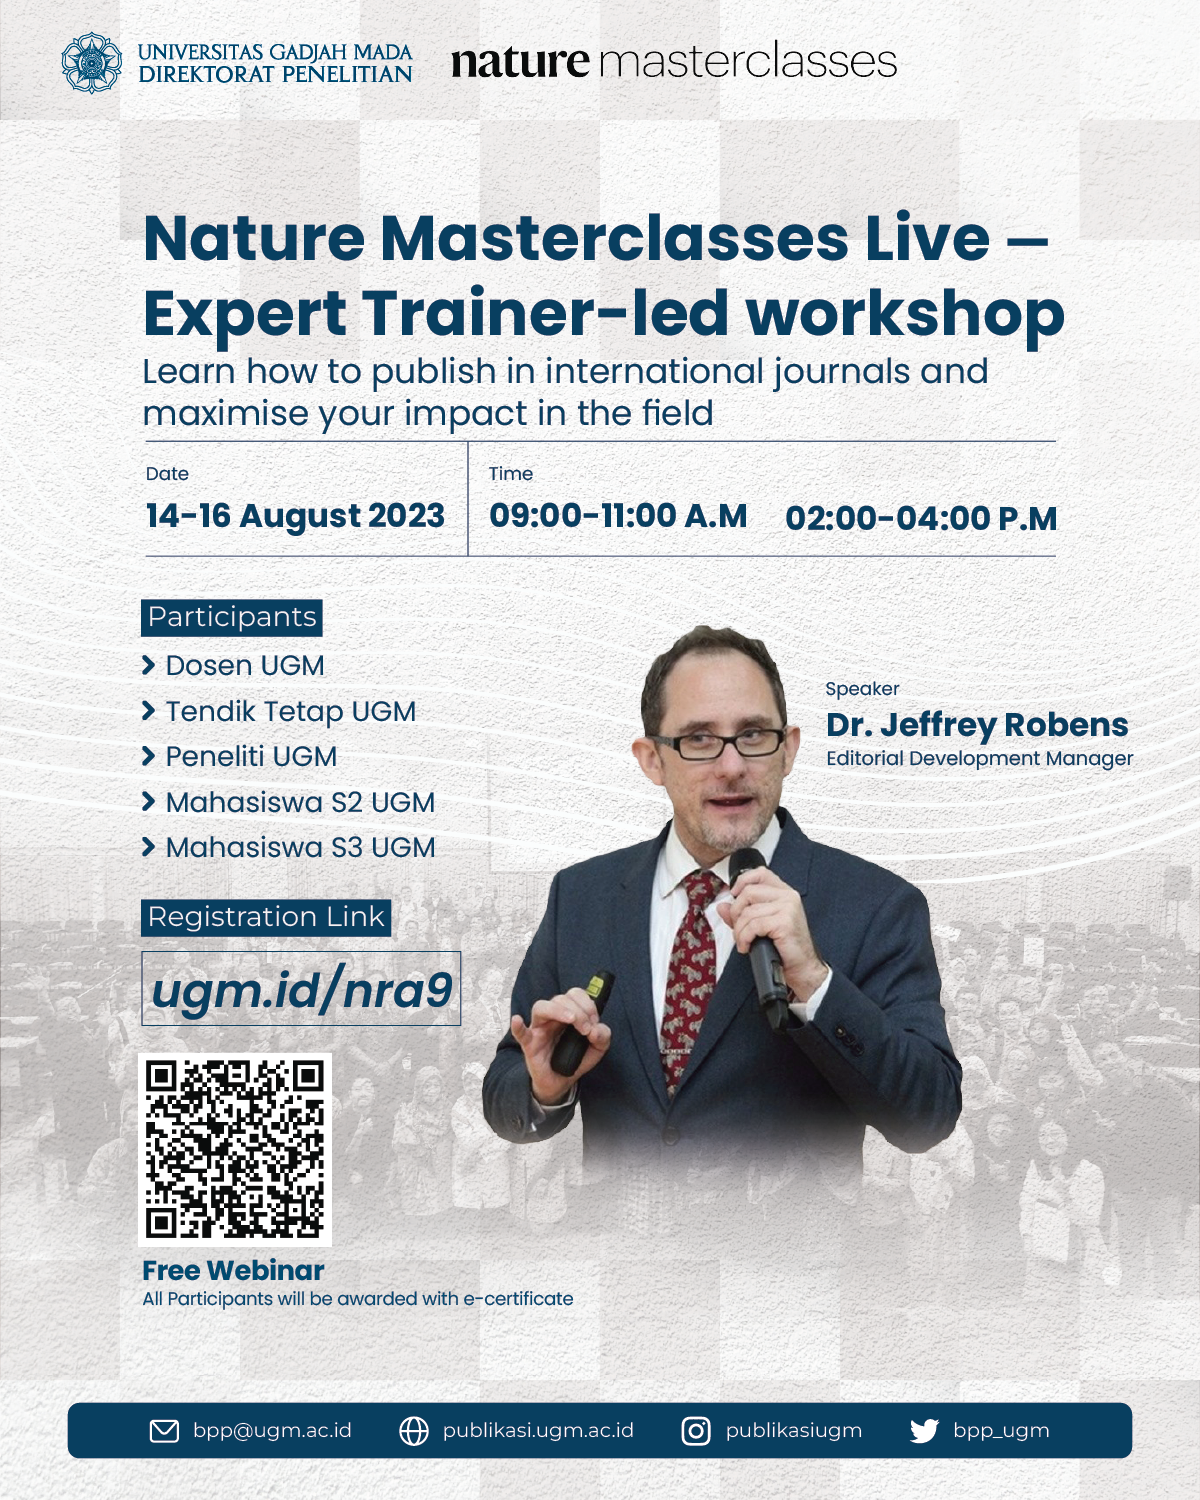 UNIVERSITAS GADJAH MADA
DIREKTORAT PENELITIAN
nature masterclasses
Nature Masterclasses Live –
Expert Trainer-led workshop
Learn how to publish in international journals and
maximise your impact in the field
Date
14-16 August 2023
Time
09:00-11:00 A.M
02:00-04:00 P.M
Participants
Dosen UGM
Tendik Tetap UGM
Peneliti UGM
Mahasiswa S2 UGM
Mahasiswa S3 UGM
Speaker
Dr. Jeffrey Robens
Editorial Development Manager
Registration Link
ugm.id/nra9
Free Webinar
All Participants will be awarded with e-certificate
bpp@ugm.ac.id
publikasi.ugm.ac.id
publikasiugm
bpp_ugm